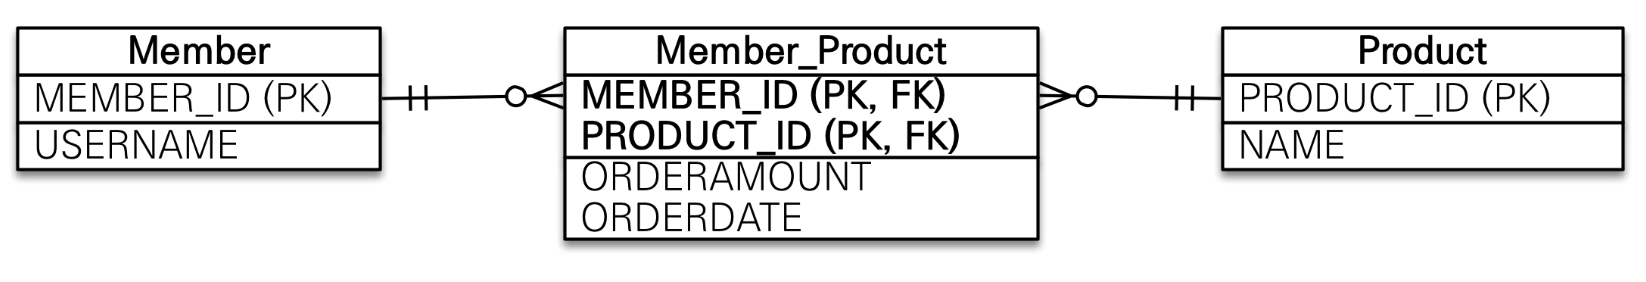 Member
MEMBER_ID (PK)
USERNAME
Member_Product
MEMBER_ID (PK, FK)
PRODUCT_ID (PK, FK)
ORDERAMOUNT
ORDERDATE
Product
PRODUCT_ID (PK)
NAME